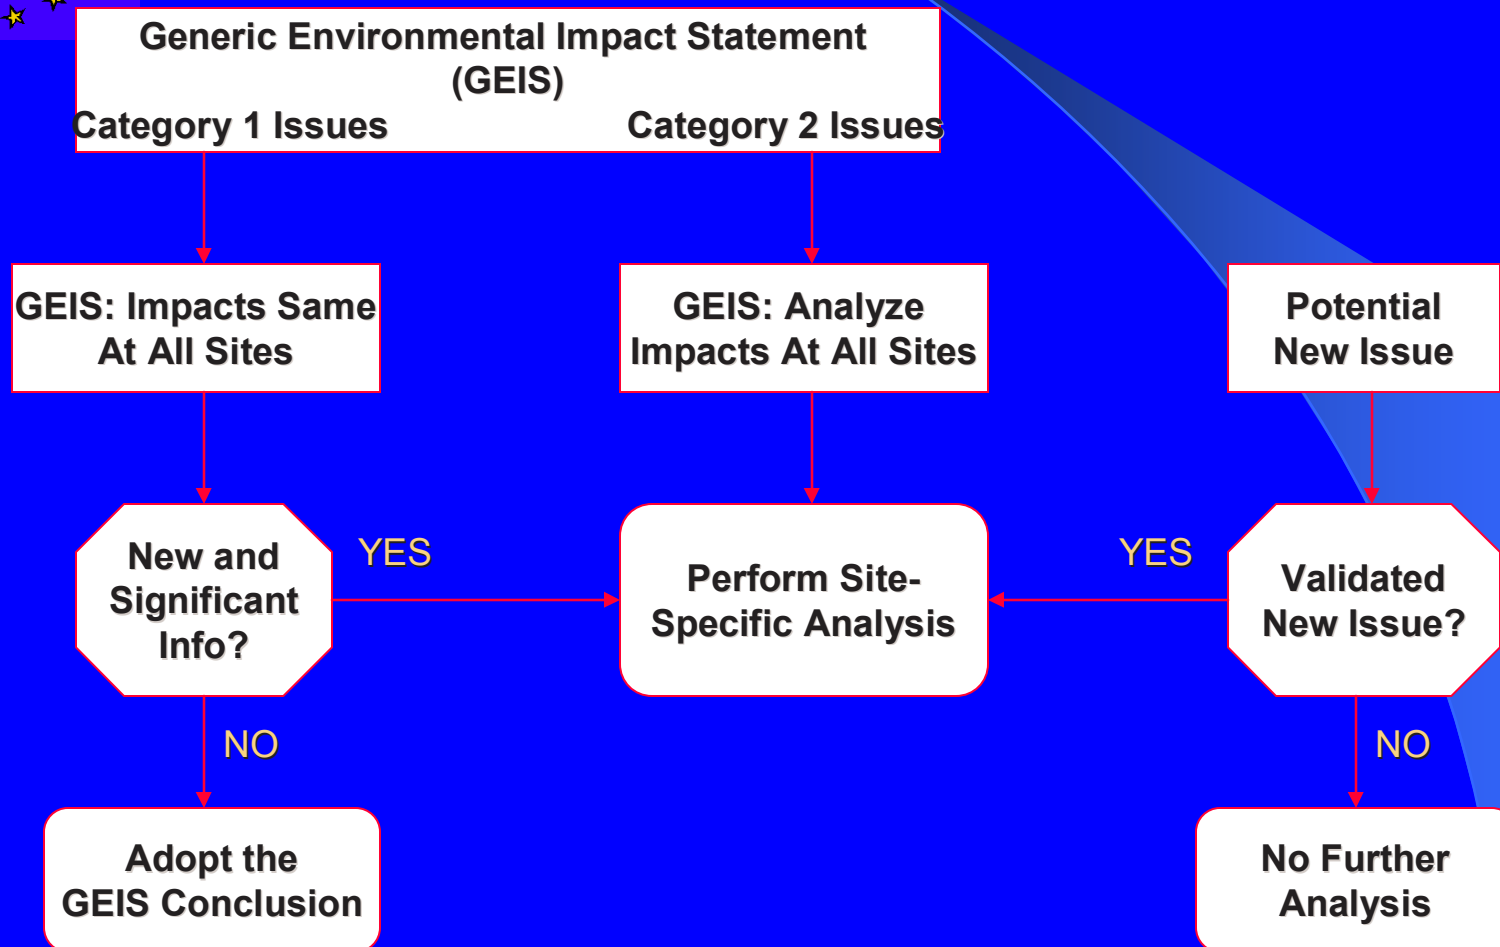 Generic Environmental Impact Statement
(GEIS)
Category 1 Issues
Category 2 Issues
GEIS: Impacts Same
At All Sites
GEIS: Analyze
Impacts At All Sites
Potential
New Issue
New and
Significant
Info?
YES
Perform Site-
Specific Analysis
YES
Validated
New Issue?
NO
NO
Adopt the
GEIS Conclusion
No Further
Analysis